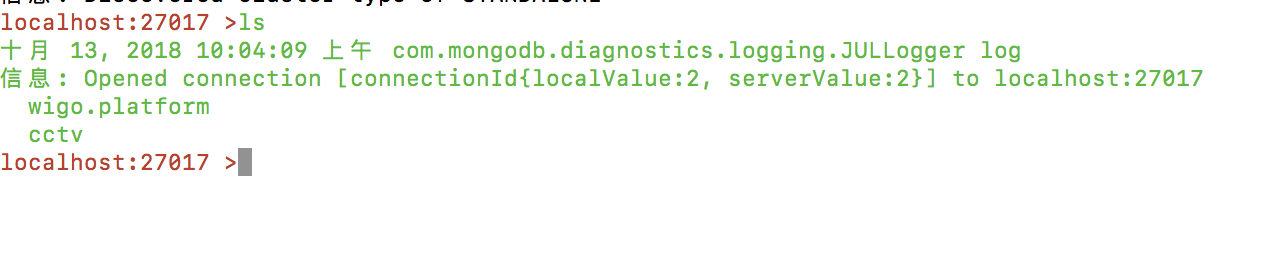 localhost:27017 >ls
十月 13, 2018 10:04:09 上午 com.mongodb.diagnostics.logging.JULLogger log
信息: Opened connection [connectionId{localValue:2, serverValue:2}] to localhost:27017
wigo.platform
cctv
localhost:27017 >